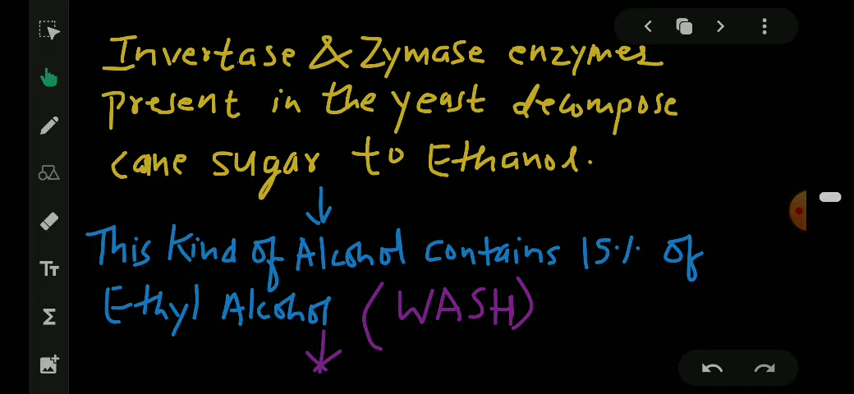 Invertase & Zymase enzymes
present in the yeast decompose
cane sugar to Ethanol.
This Kind of Alcohol contains 15% of
Ethyl Alcohol (WASH)
Tт
Σ